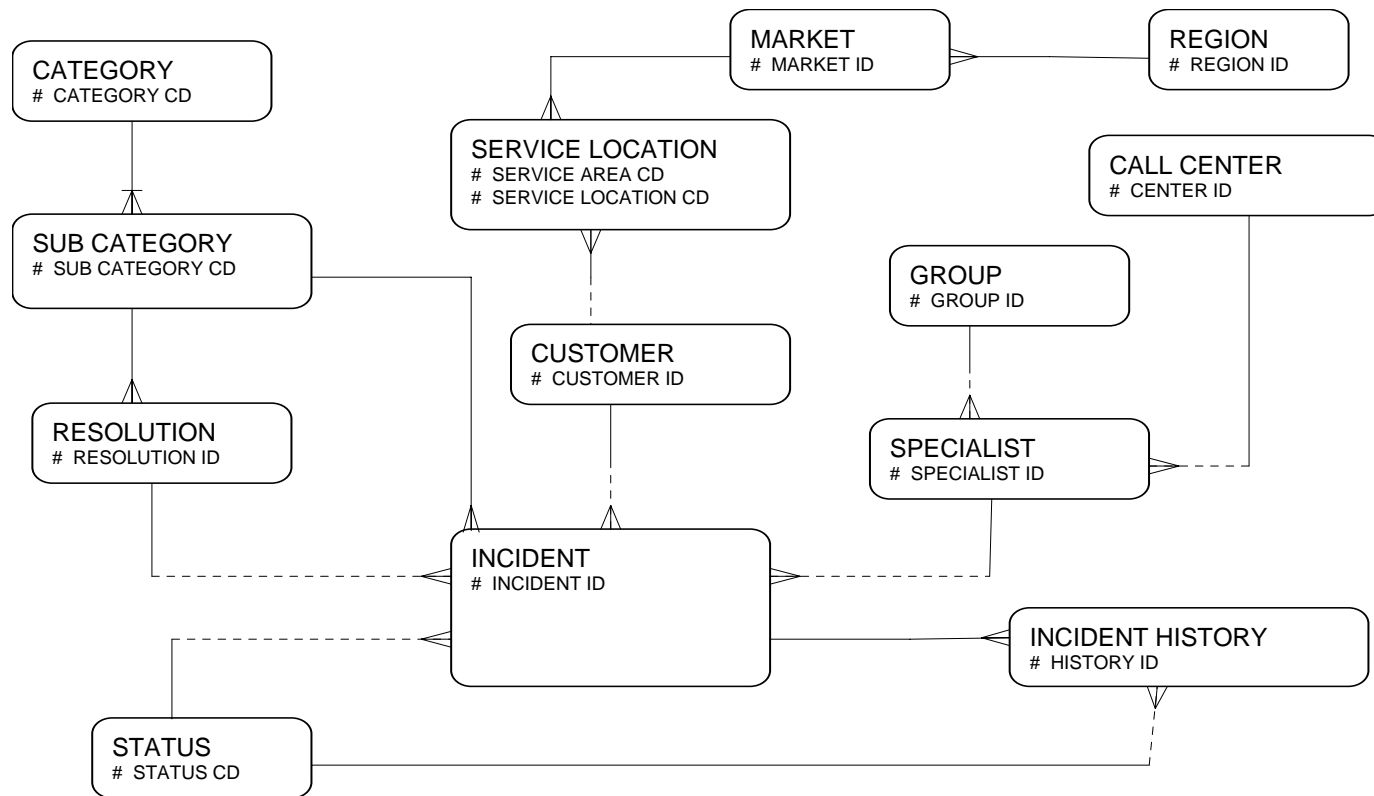 MARKET
# MARKET ID
REGION
# REGION ID
CATEGORY
# CATEGORY CD
SERVICE LOCATION
# SERVICE AREA CD
# SERVICE LOCATION CD
CALL CENTER
# CENTER ID
SUB CATEGORY
# SUB CATEGORY CD
GROUP
# GROUP ID
CUSTOMER
# CUSTOMER ID
RESOLUTION
# RESOLUTION ID
SPECIALIST
# SPECIALIST ID
INCIDENT
# INCIDENT ID
INCIDENT HISTORY
# HISTORY ID
STATUS
# STATUS CD